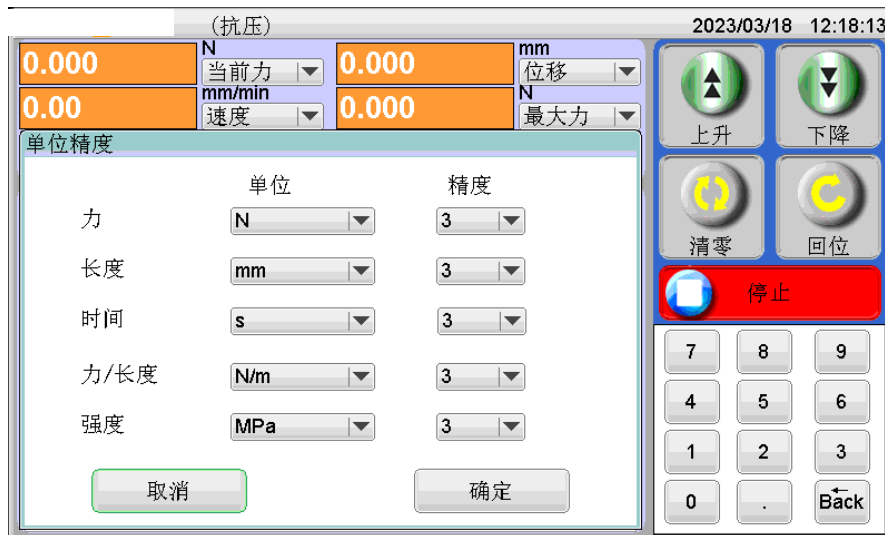 (抗压) 2023/03/18 12:18:13
0.000 N 当前力 0.000 mm 位移
0.00 mm/min 速度 0.000 N 最大力
上升 下降
单位精度
单位 精度
力 N 3
长度 mm 3
时间 s 3
力/长度 N/m 3
强度 MPa 3
取消 确定
清零 回位
停止
7 8 9
4 5 6
1 2 3
0 . Back